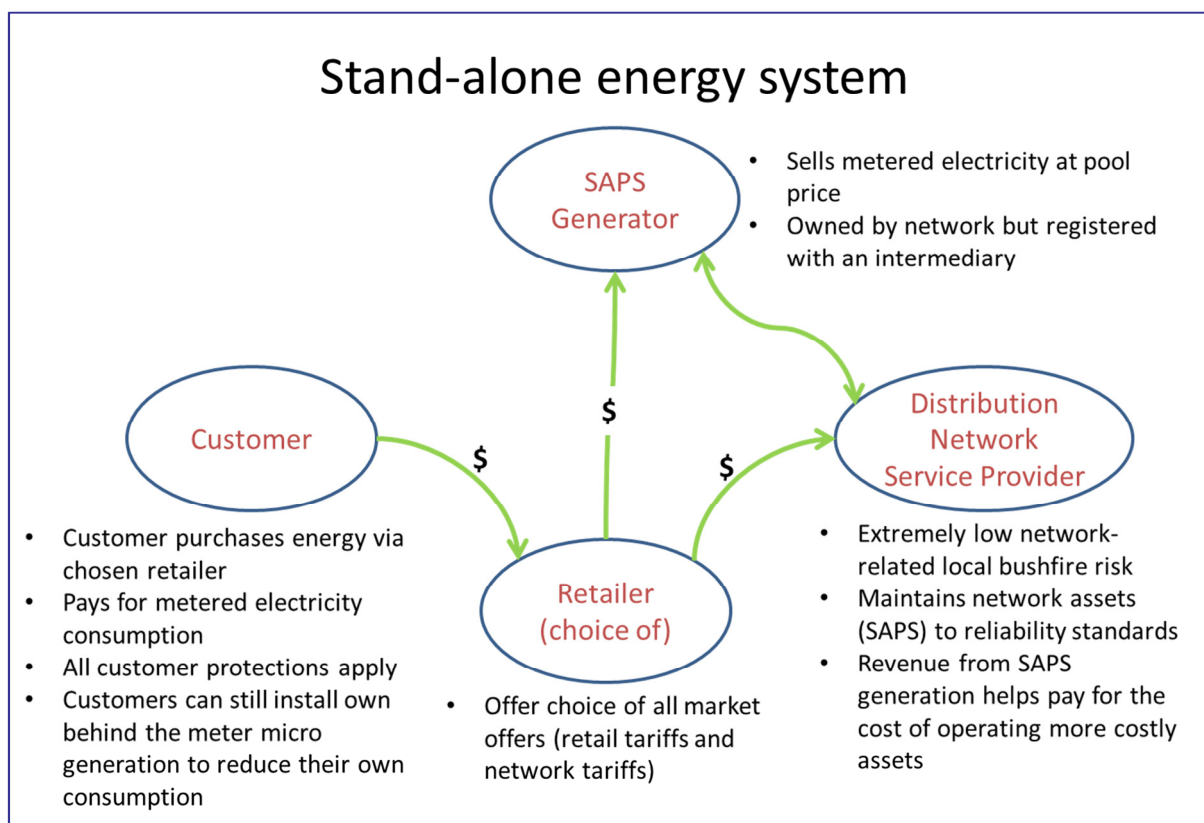 Stand-alone energy system
SAPS
Generator
• Sells metered electricity at pool
price
• Owned by network but registered
with an intermediary
Customer
$
$
$
Distribution
Network
Service Provider
Retailer
(choice of)
• Customer purchases energy via
chosen retailer
• Pays for metered electricity
consumption
• All customer protections apply
• Customers can still install own
behind the meter micro
generation to reduce their own
consumption
• Offer choice of all market
offers (retail tariffs and
network tariffs)
• Extremely low network-
related local bushfire risk
• Maintains network assets
(SAPS) to reliability standards
• Revenue from SAPS
generation helps pay for the
cost of operating more costly
assets